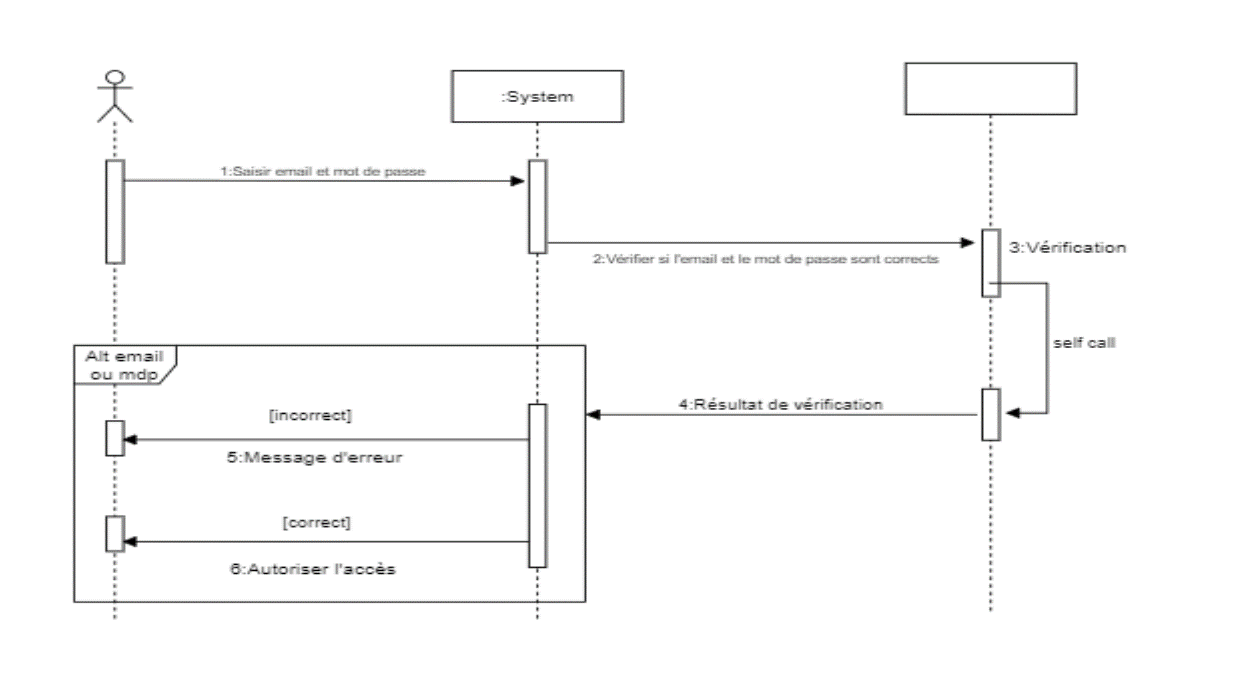 :System
1:Saisir email et mot de passe
3:Vérification
2:Vérifier si l'email et le mot de passe sont corrects
self call
Alt email
ou mdp
4:Résultat de vérification
[incorrect]
5:Message d'erreur
[correct]
6:Autoriser l'accès